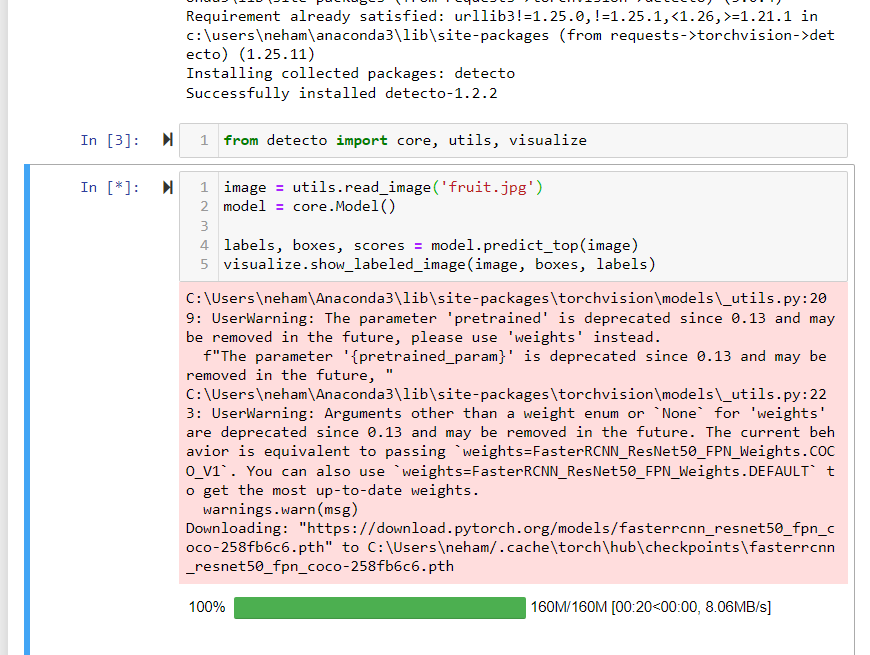 Requirement already satisfied: urllib3!=1.25.0,!=1.25.1,<1.26,>=1.21.1 in
c:\users\neham\anaconda3\lib\site-packages (from requests->torchvision->det
ecto) (1.25.11)
Installing collected packages: detecto
Successfully installed detecto-1.2.2
In [3]: 1 from detecto import core, utils, visualize
In [*]: 1 image = utils.read_image('fruit.jpg')
2 model = core.Model()
3
4 labels, boxes, scores = model.predict_top(image)
5 visualize.show_labeled_image(image, boxes, labels)
C:\Users\neham\Anaconda3\lib\site-packages\torchvision\models\_utils.py:20
9: UserWarning: The parameter 'pretrained' is deprecated since 0.13 and may
be removed in the future, please use 'weights' instead.
f"The parameter '{pretrained_param}' is deprecated since 0.13 and may be
removed in the future, "
C:\Users\neham\Anaconda3\lib\site-packages\torchvision\models\_utils.py:22
3: UserWarning: Arguments other than a weight enum or `None` for 'weights'
are deprecated since 0.13 and may be removed in the future. The current beh
avior is equivalent to passing `weights=FasterRCNN_ResNet50_FPN_Weights.COC
O_V1`. You can also use `weights=FasterRCNN_ResNet50_FPN_Weights.DEFAULT` t
o get the most up-to-date weights.
warnings.warn(msg)
Downloading: "https://download.pytorch.org/models/fasterrcnn_resnet50_fpn_c
oco-258fb6c6.pth" to C:\Users\neham/.cache\torch\hub\checkpoints\fasterrcnn
_resnet50_fpn_coco-258fb6c6.pth
100% 160M/160M [00:20<00:00, 8.06MB/s]